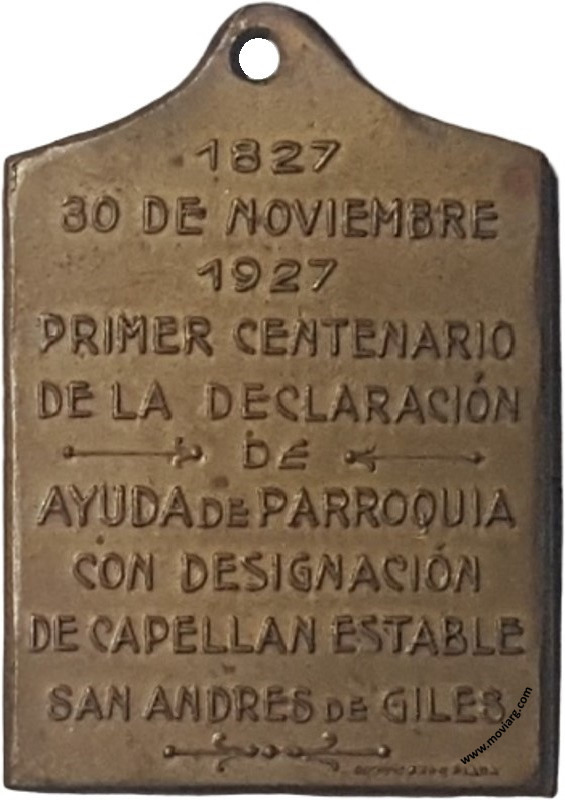 1827
30 DE NOVIEMBRE
1927
PRIMER CENTENARIO
DE LA DECLARACIÓN
DE
AYUDA DE PARROQUIA
CON DESIGNACIÓN
DE CAPELLAN ESTABLE
SAN ANDRES DE GILES
www.moviarg.com